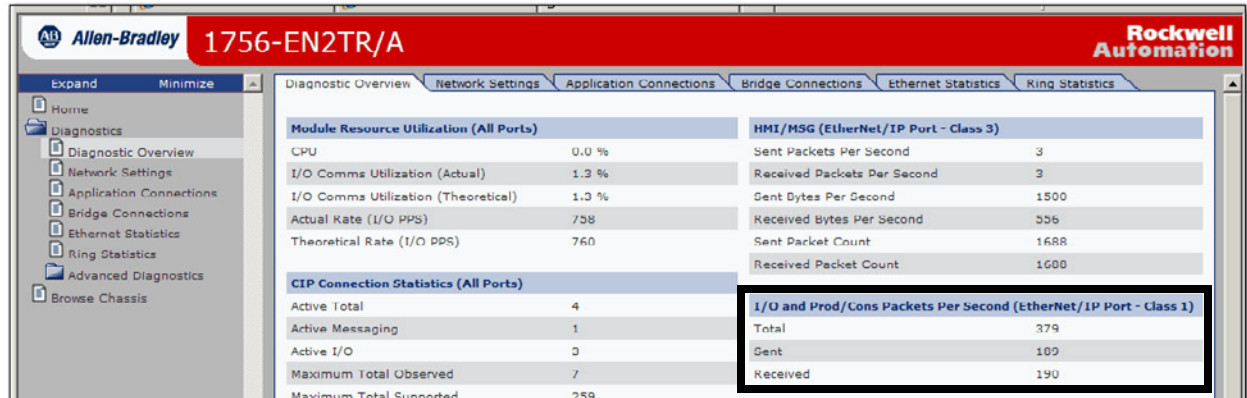 Allen-Bradley 1756-EN2TR/A Rockwell Automation
Expand Minimize
Home
Diagnostics
Diagnostic Overview
Network Settings
Application Connections
Bridge Connections
Ethernet Statistics
Ring Statistics
Advanced Diagnostics
Browse Chassis
Diagnostic Overview Network Settings Application Connections Bridge Connections Ethernet Statistics Ring Statistics
Module Resource Utilization (All Ports)
CPU 0.0 %
I/O Comms Utilization (Actual) 1.3 %
I/O Comms Utilization (Theoretical) 1.3 %
Actual Rate (I/O PPS) 758
Theoretical Rate (I/O PPS) 760
CIP Connection Statistics (All Ports)
Active Total 4
Active Messaging 1
Active I/O 3
Maximum Total Observed 7
Maximum Total Supported 259
HMI/MSG (EtherNet/IP Port - Class 3)
Sent Packets Per Second 3
Received Packets Per Second 3
Sent Bytes Per Second 1500
Received Bytes Per Second 556
Sent Packet Count 1688
Received Packet Count 1688
I/O and Prod/Cons Packets Per Second (EtherNet/IP Port - Class 1)
Total 379
Sent 189
Received 190